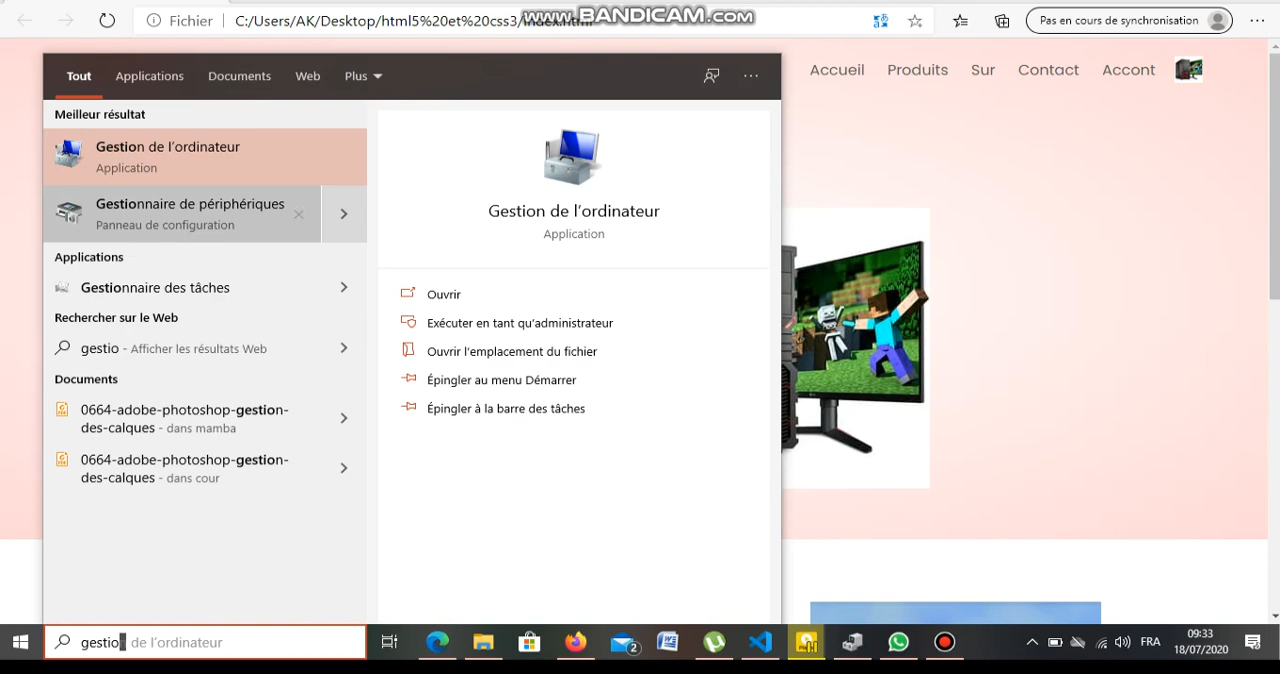 www.BANDICAM.com
Fichier
C:/Users/AK/Desktop/html5%20et%20css3/index.html
Pas en cours de synchronisation
Tout
Applications
Documents
Web
Plus
Accueil
Produits
Sur
Contact
Accont
Meilleur résultat
Gestion de l'ordinateur
Application
Gestionnaire de périphériques
Panneau de configuration
Applications
Gestionnaire des tâches
Rechercher sur le Web
gestio - Afficher les résultats Web
Documents
0664-adobe-photoshop-gestion-
des-calques - dans mamba
0664-adobe-photoshop-gestion-
des-calques - dans cour
Gestion de l'ordinateur
Application
Ouvrir
Exécuter en tant qu'administrateur
Ouvrir l'emplacement du fichier
Épingler au menu Démarrer
Épingler à la barre des tâches
gestio de l'ordinateur
2
FRA
09:33
18/07/2020